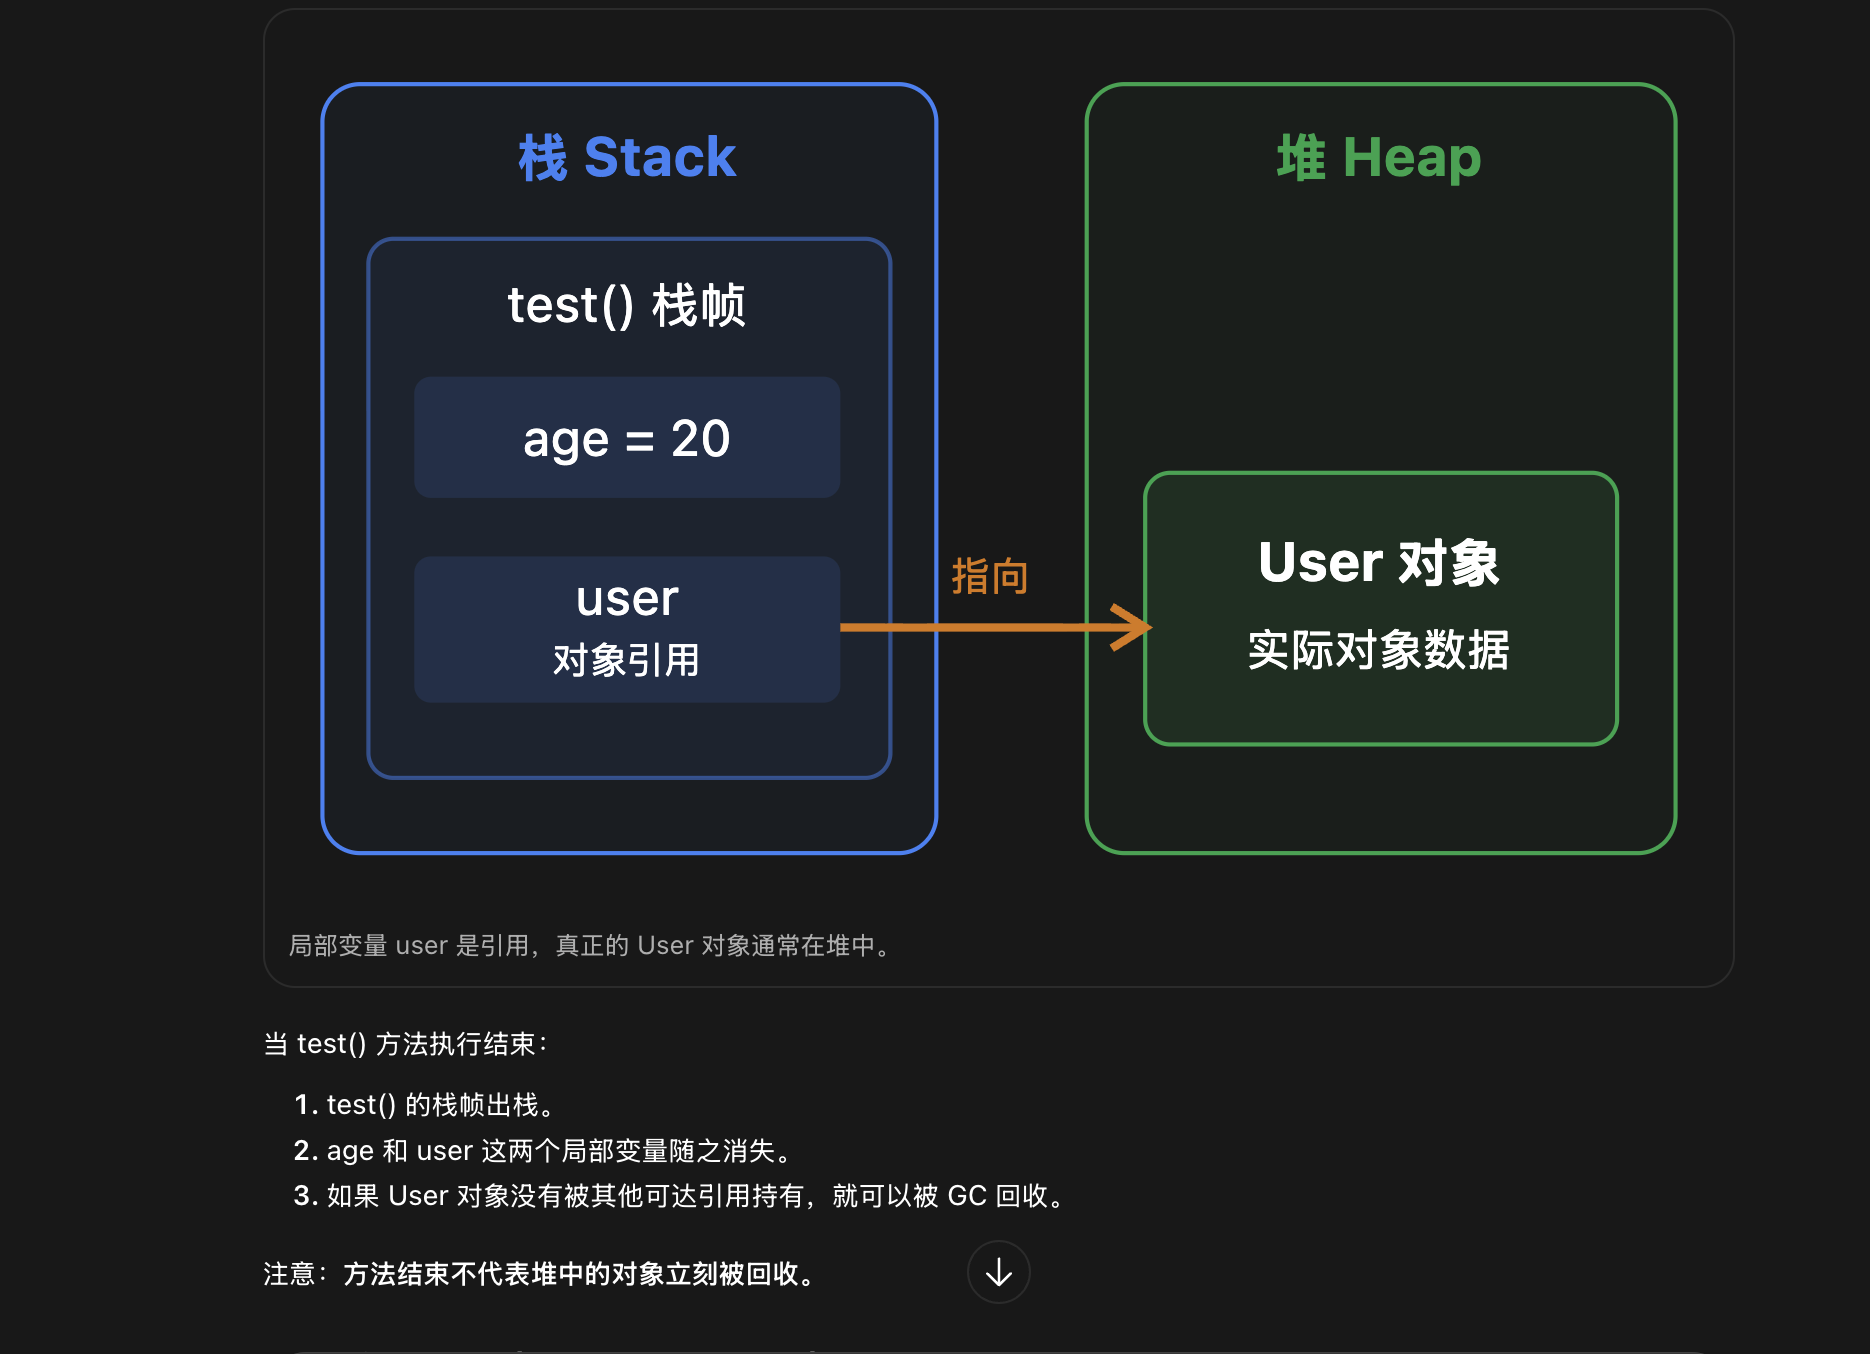 栈 Stack
堆 Heap
test() 栈帧
age = 20
user
对象引用
指向
User 对象
实际对象数据
局部变量 user 是引用，真正的 User 对象通常在堆中。
当 test() 方法执行结束：
1. test() 的栈帧出栈。
2. age 和 user 这两个局部变量随之消失。
3. 如果 User 对象没有被其他可达引用持有，就可以被 GC 回收。
注意：方法结束不代表堆中的对象立刻被回收。